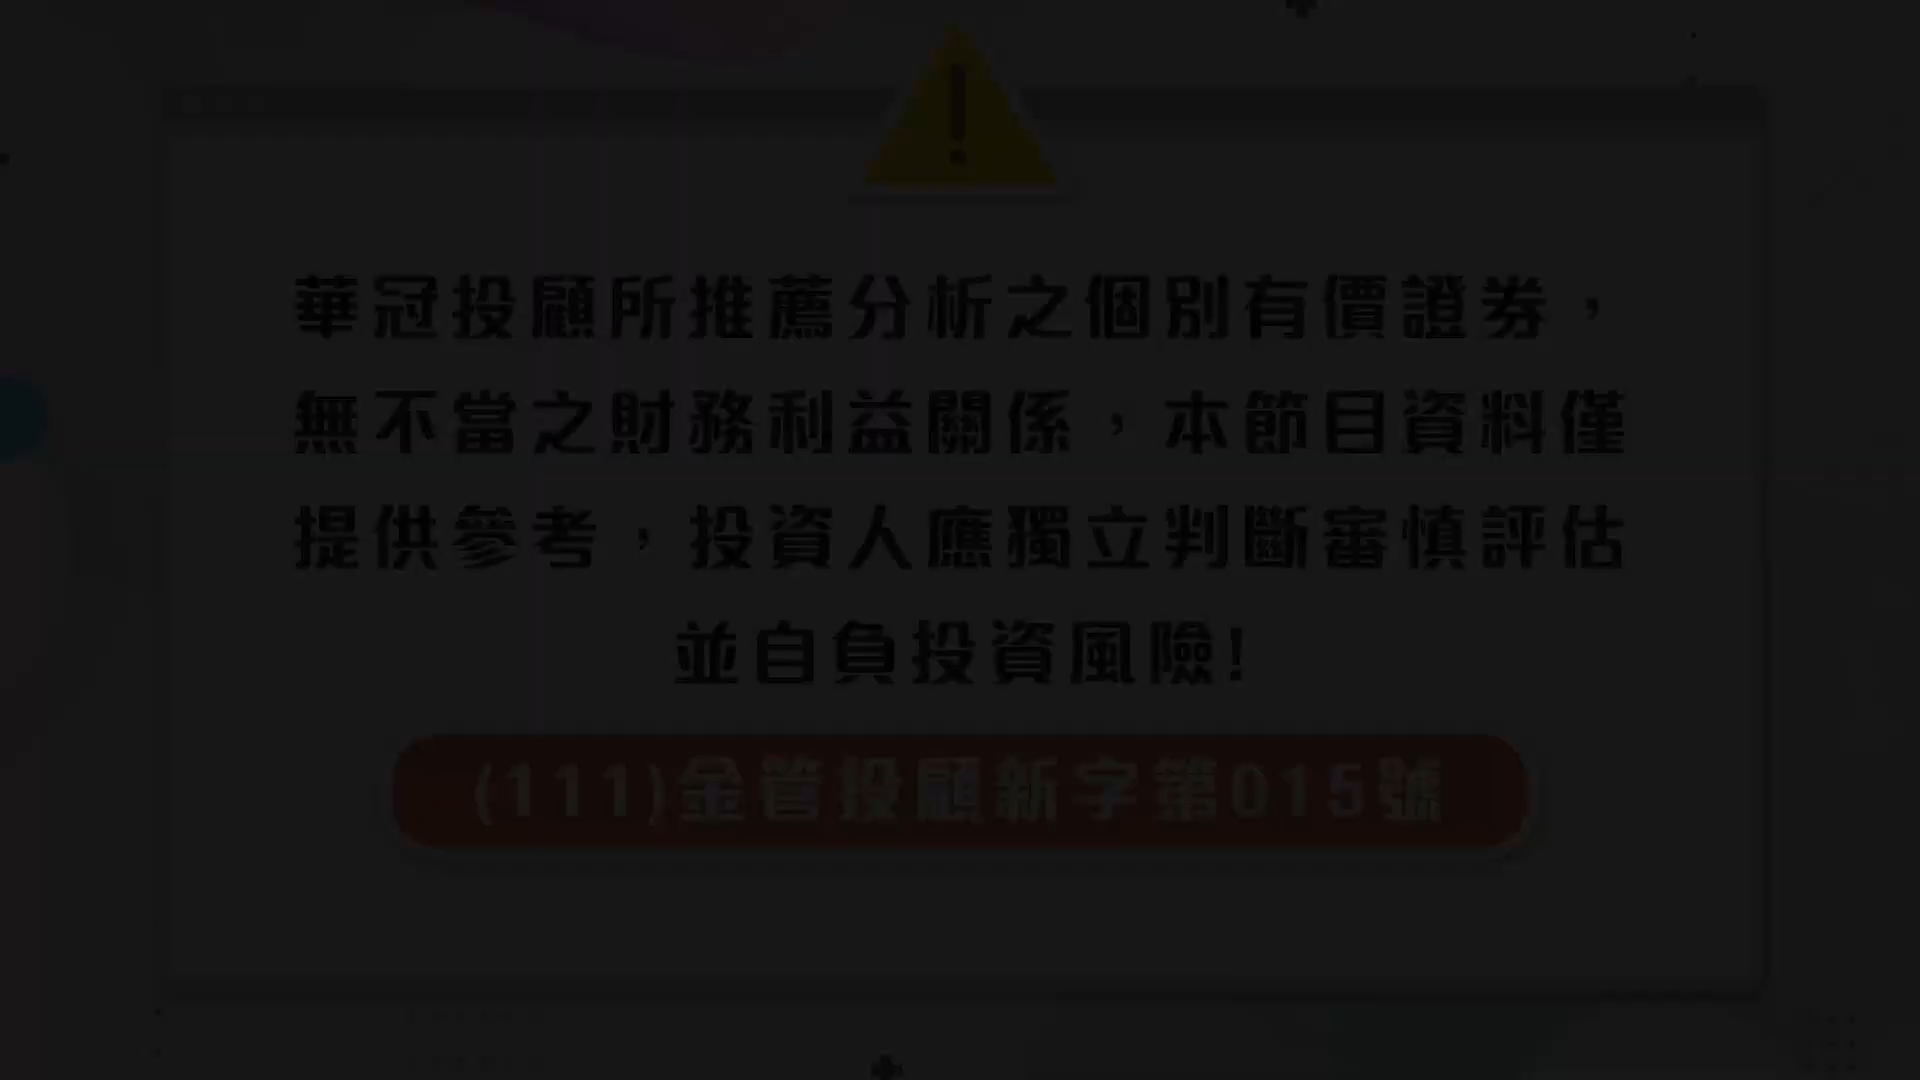 華冠投顧所推薦分析之個別有價證券，
無不當之財務利益關係，本節目資料僅
提供參考，投資人應獨立判斷審慎評估
並自負投資風險!
(111)金管投顧新字第015號